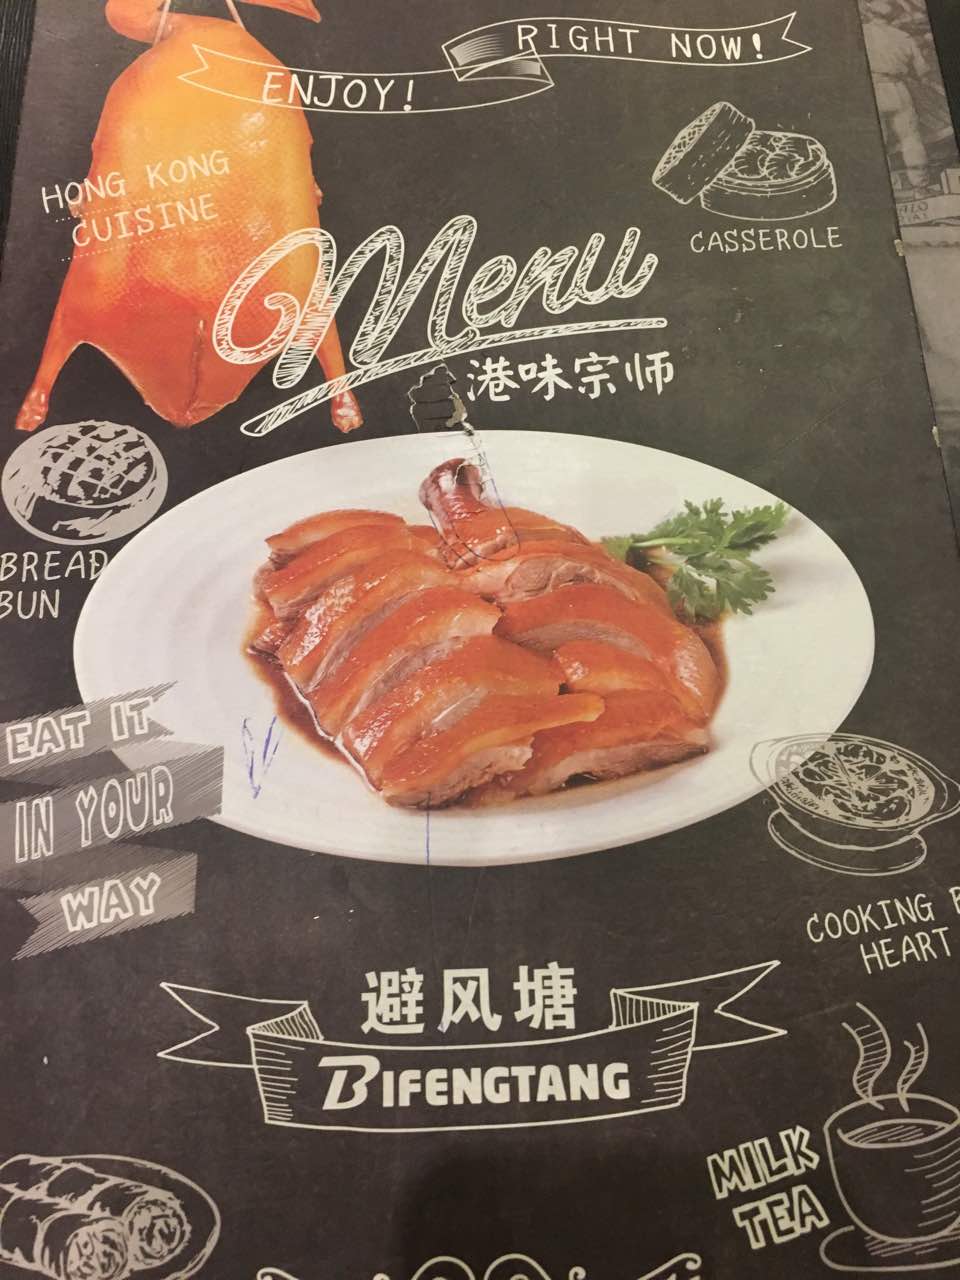 RIGHT NOW!
ENJOY!
HONG KONG
CUISINE
CASSEROLE
Menu
港味宗师
BREAD
BUN
EAT IT
IN YOUR
WAY
COOKING
HEART
避风塘
BIFENGTANG
MILK
TEA